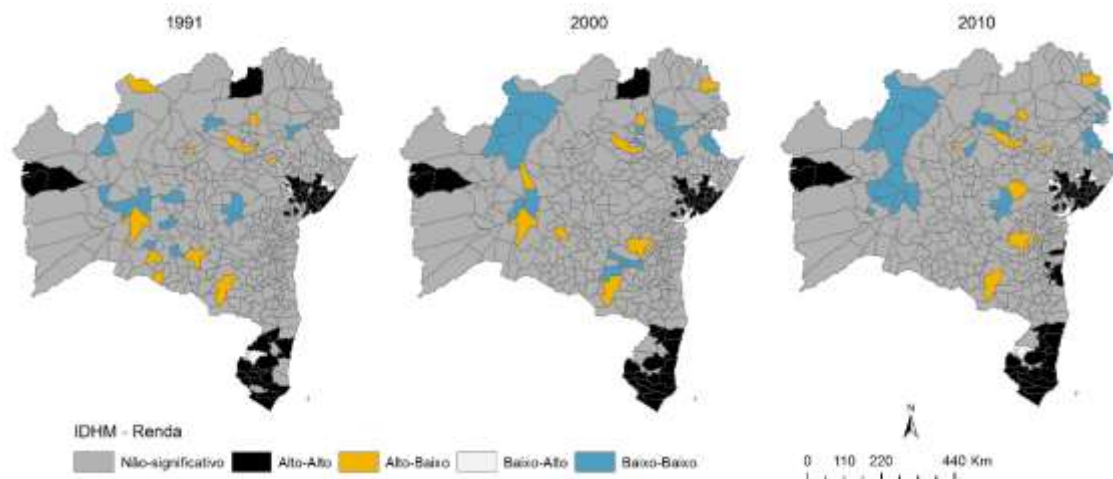 1991 2000 2010
IDHM - Renda
Não-significativo Alto-Alto Alto-Baixo Baixo-Alto Baixo-Baixo
N
0 110 220 440 Km